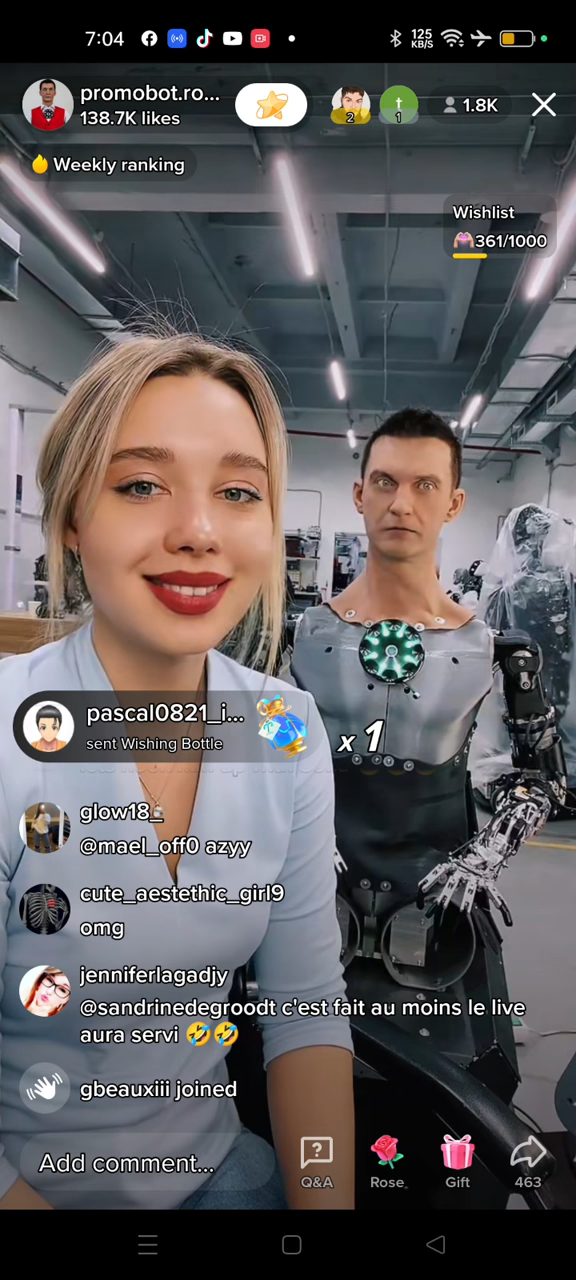 7:04
125
KB/S
promobot.ro...
138.7K likes
2
t
1
1.8K
Weekly ranking
Wishlist
361/1000
pascal0821_i...
sent Wishing Bottle
x 1
glow18_
@mael_off0 azyy
cute_aestethic_girl9
omg
jenniferlagadjy
@sandrinedegroodt c'est fait au moins le live
aura servi 🤣🤣
gbeauxiii joined
Add comment...
Q&A
Rose
Gift
463